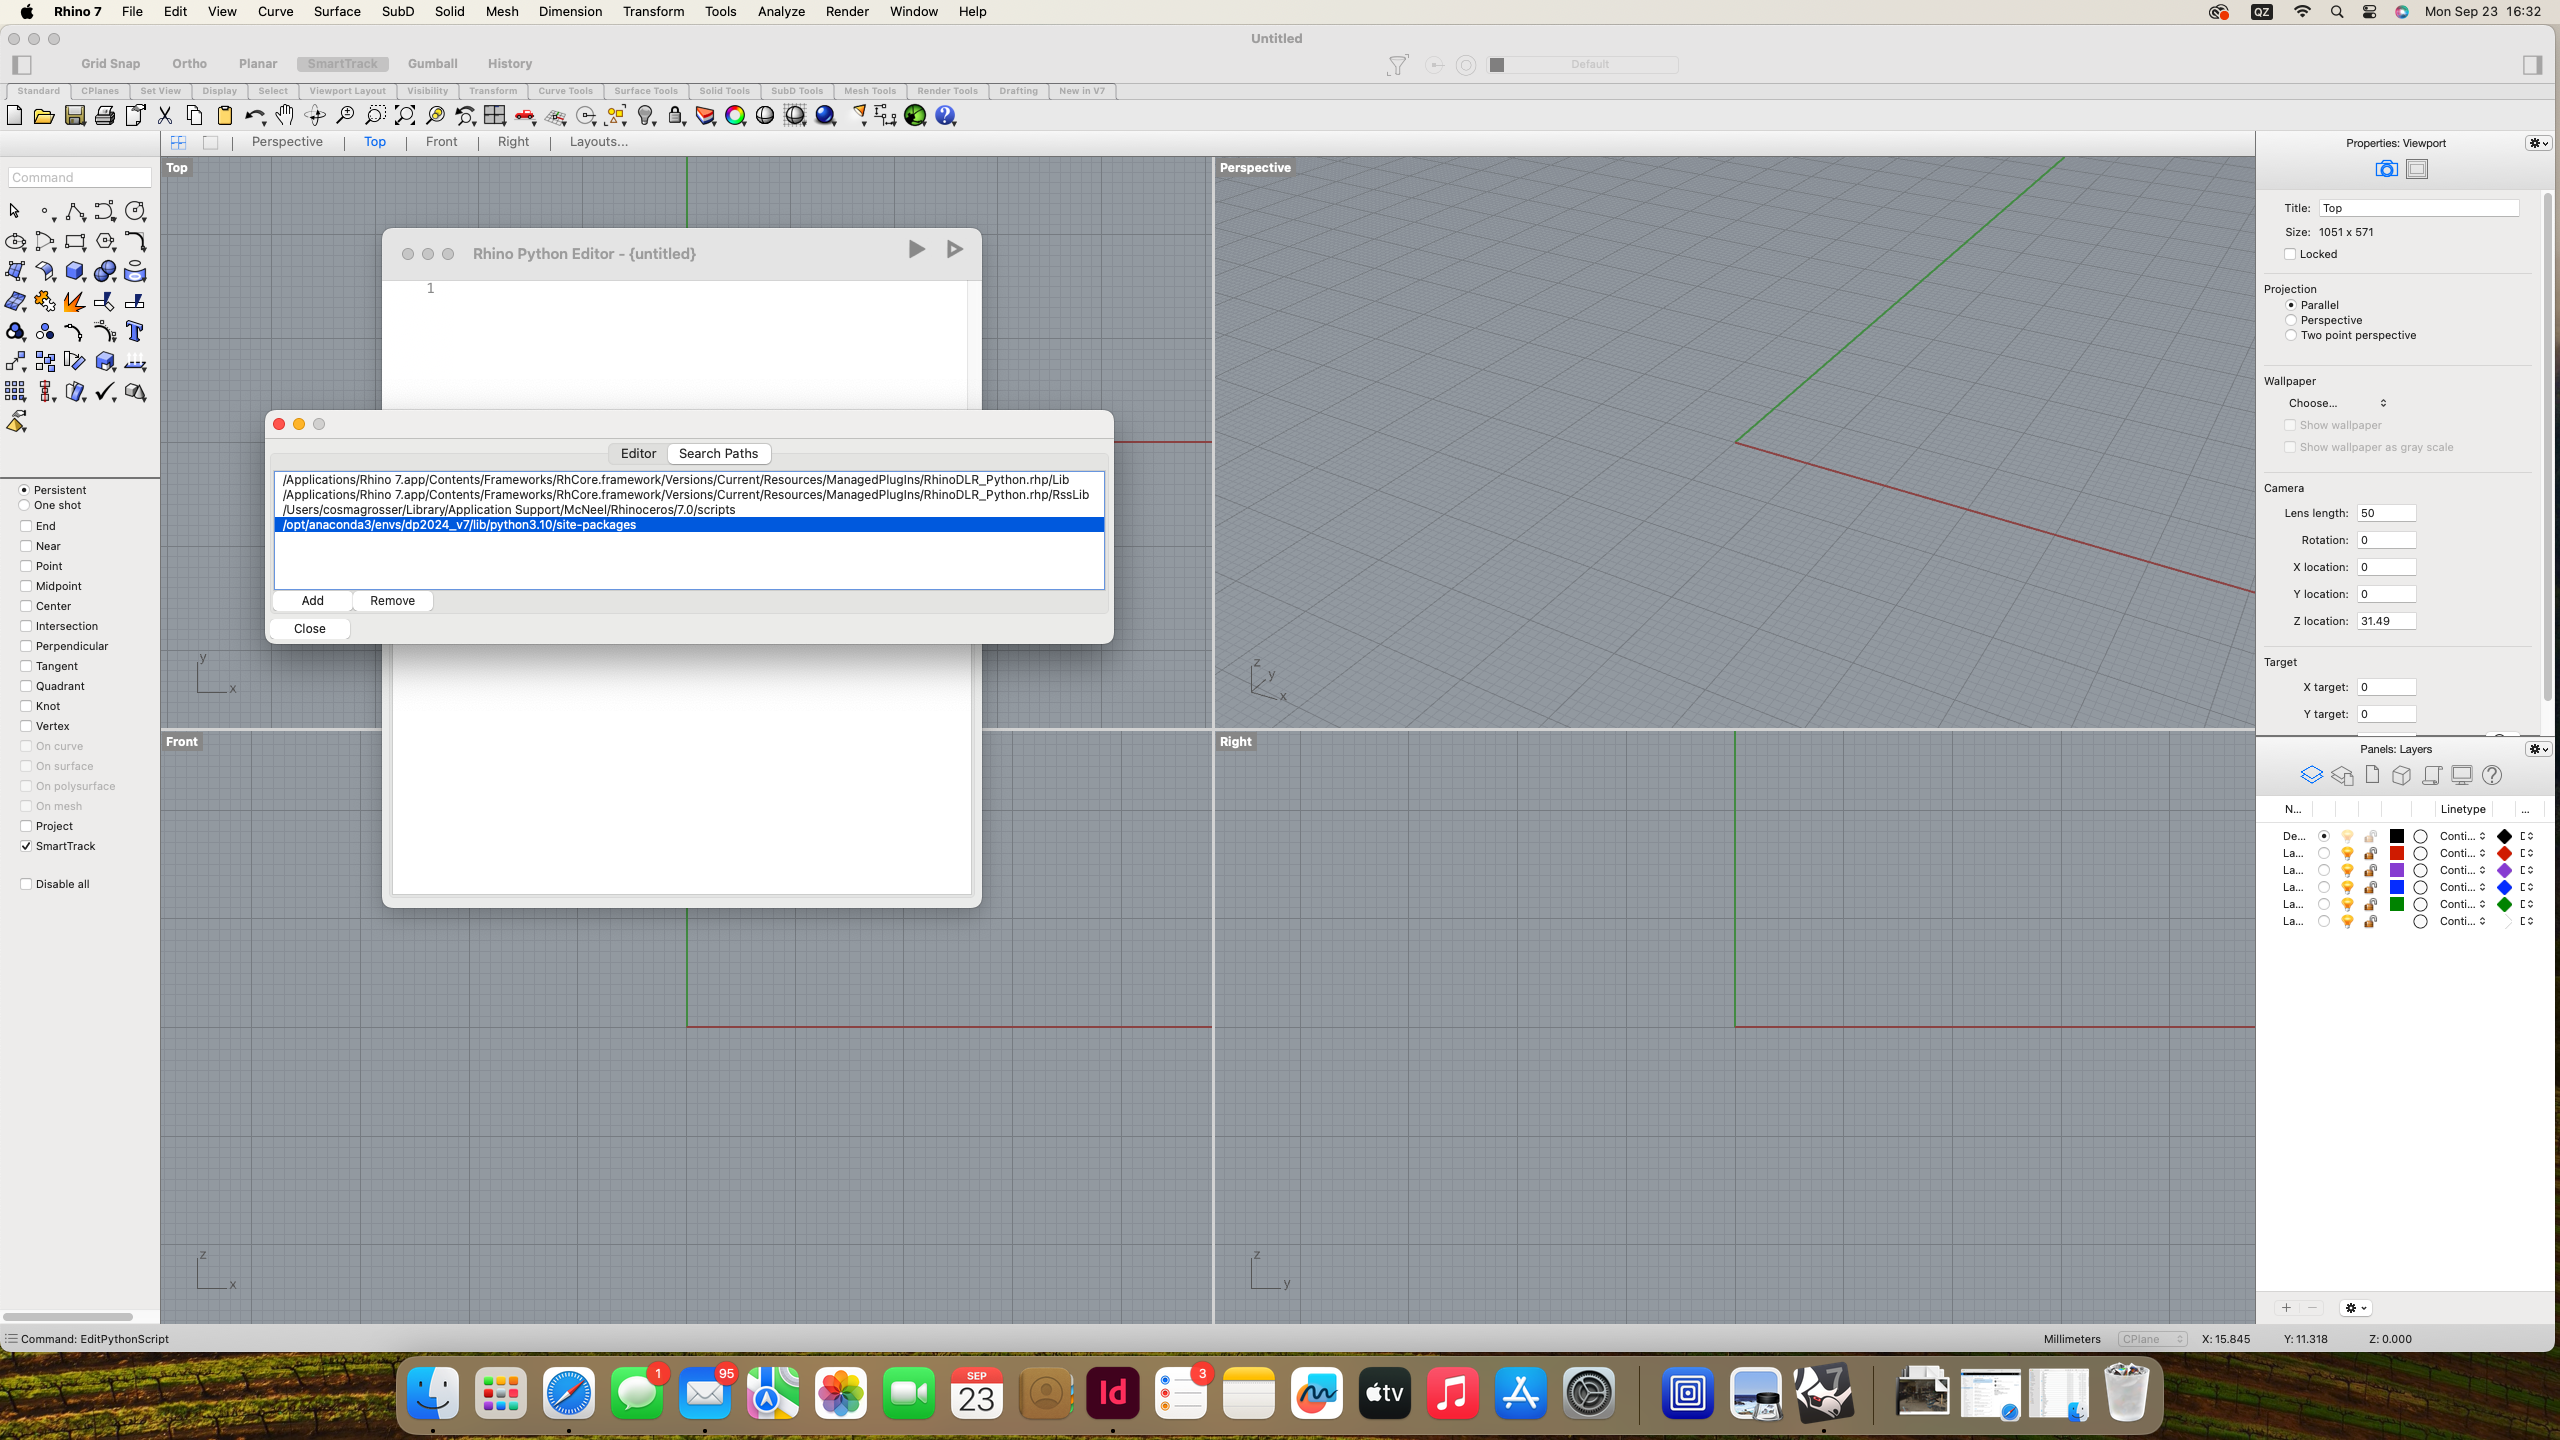 Rhino 7 File Edit View Curve Surface SubD Solid Mesh Dimension Transform Tools Analyze Render Window Help QZ Mon Sep 23 16:32
Untitled
Grid Snap Ortho Planar SmartTrack Gumball History Default
Standard CPlanes Set View Display Select Viewport Layout Visibility Transform Curve Tools Surface Tools Solid Tools SubD Tools Mesh Tools Render Tools Drafting New in V7
Perspective Top Front Right Layouts...
Command
Top
Perspective
Rhino Python Editor - {untitled}
1
Editor Search Paths
/Applications/Rhino 7.app/Contents/Frameworks/RhCore.framework/Versions/Current/Resources/ManagedPlugIns/RhinoDLR_Python.rhp/Lib
/Applications/Rhino 7.app/Contents/Frameworks/RhCore.framework/Versions/Current/Resources/ManagedPlugIns/RhinoDLR_Python.rhp/RssLib
/Users/cosmagrosser/Library/Application Support/McNeel/Rhinoceros/7.0/scripts
/opt/anaconda3/envs/dp2024_v7/lib/python3.10/site-packages
Add Remove
Close
y
x
z
y
x
Front
Right
z
x
z
y
Persistent
One shot
End
Near
Point
Midpoint
Center
Intersection
Perpendicular
Tangent
Quadrant
Knot
Vertex
On curve
On surface
On polysurface
On mesh
Project
SmartTrack
Disable all
Properties: Viewport
Title: Top
Size: 1051 x 571
Locked
Projection
Parallel
Perspective
Two point perspective
Wallpaper
Choose...
Show wallpaper
Show wallpaper as gray scale
Camera
Lens length: 50
Rotation: 0
X location: 0
Y location: 0
Z location: 31.49
Target
X target: 0
Y target: 0
Panels: Layers
N... Linetype ...
De... Conti...
La... Conti...
La... Conti...
La... Conti...
La... Conti...
La... Conti...
Command: EditPythonScript Millimeters CPlane X: 15.845 Y: 11.318 Z: 0.000
1 95 SEP 23 Id 3 tv 7